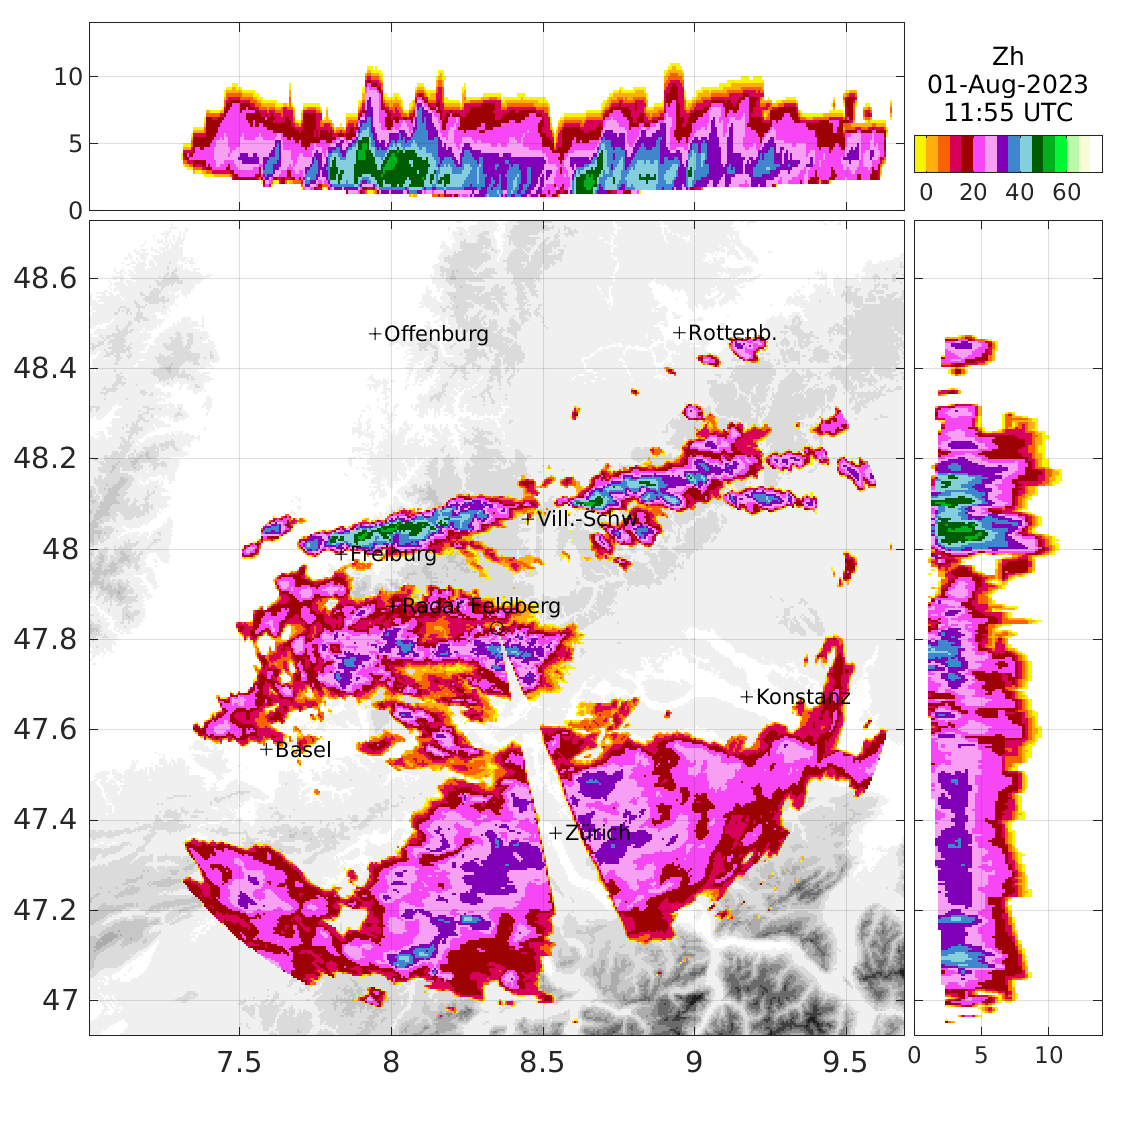 10
5
0
Zh
01-Aug-2023
11:55 UTC
0 20 40 60
48.6
48.4
48.2
48
47.8
47.6
47.4
47.2
47
+Offenburg
+Rottenb.
+Vill.-Schw.
+Freiburg
+Radar Feldberg
+Konstanz
+Basel
+Zurich
7.5 8 8.5 9 9.5
0 5 10